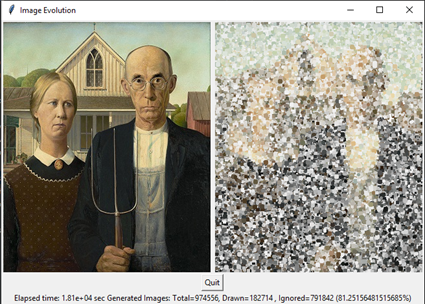 Image Evolution
Quit
Elapsed time: 1.81e+04 sec Generated Images: Total=974556, Drawn=182714 , Ignored=791842 (81.25156481515685%)